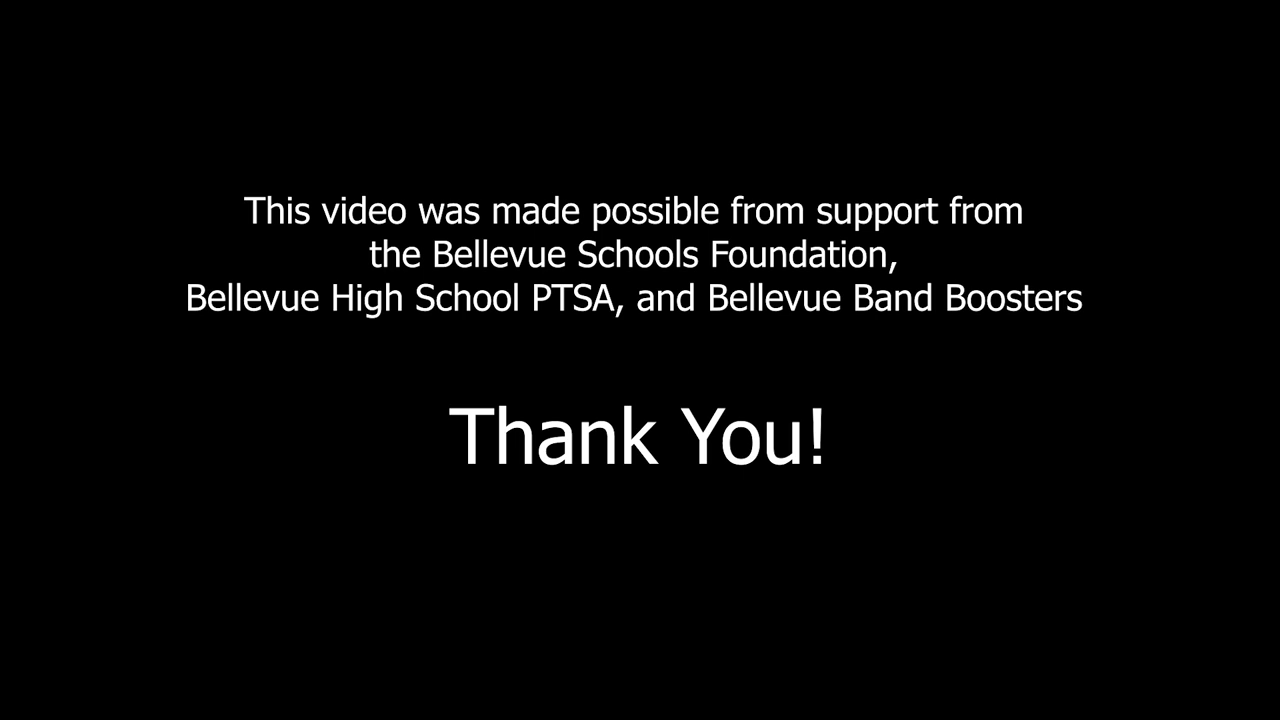 This video was made possible from support from
the Bellevue Schools Foundation,
Bellevue High School PTSA, and Bellevue Band Boosters
Thank You!